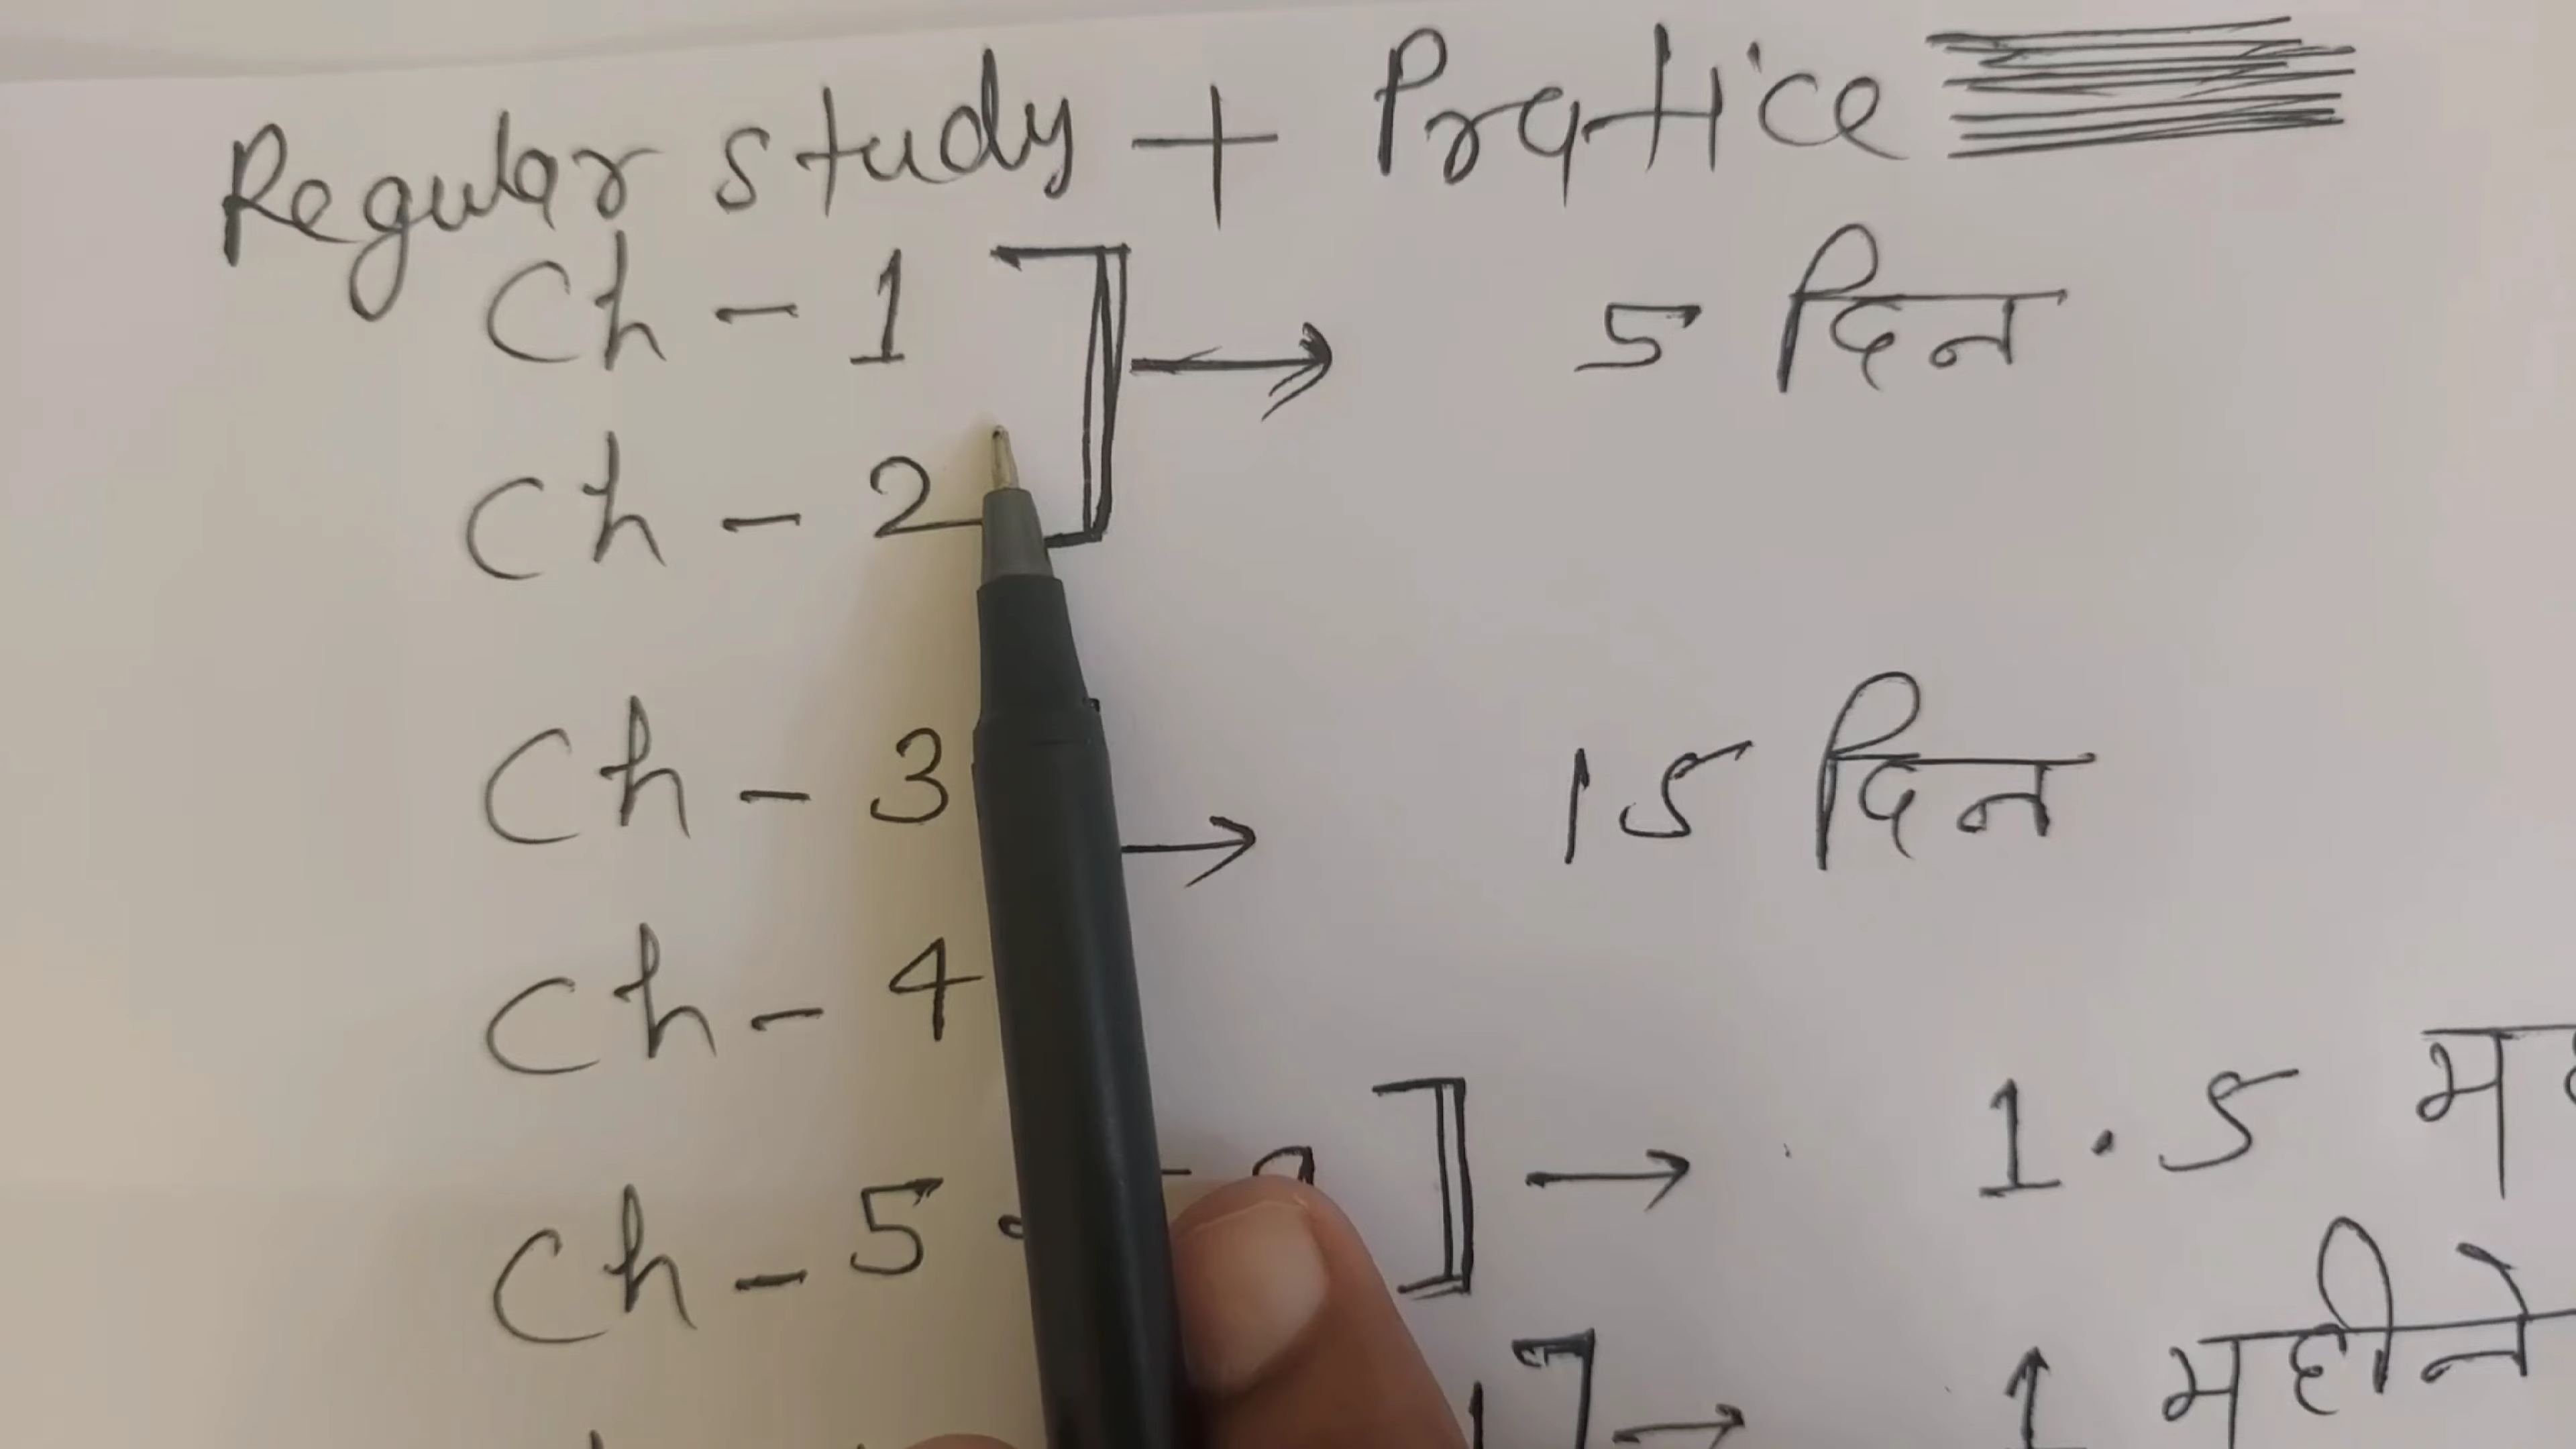 Regular study + Pratice
Ch - 1 → 5 दिन
Ch - 2
Ch - 3 → 15 दिन
Ch - 4
Ch - 5 → 1.5
→ 1 महीने